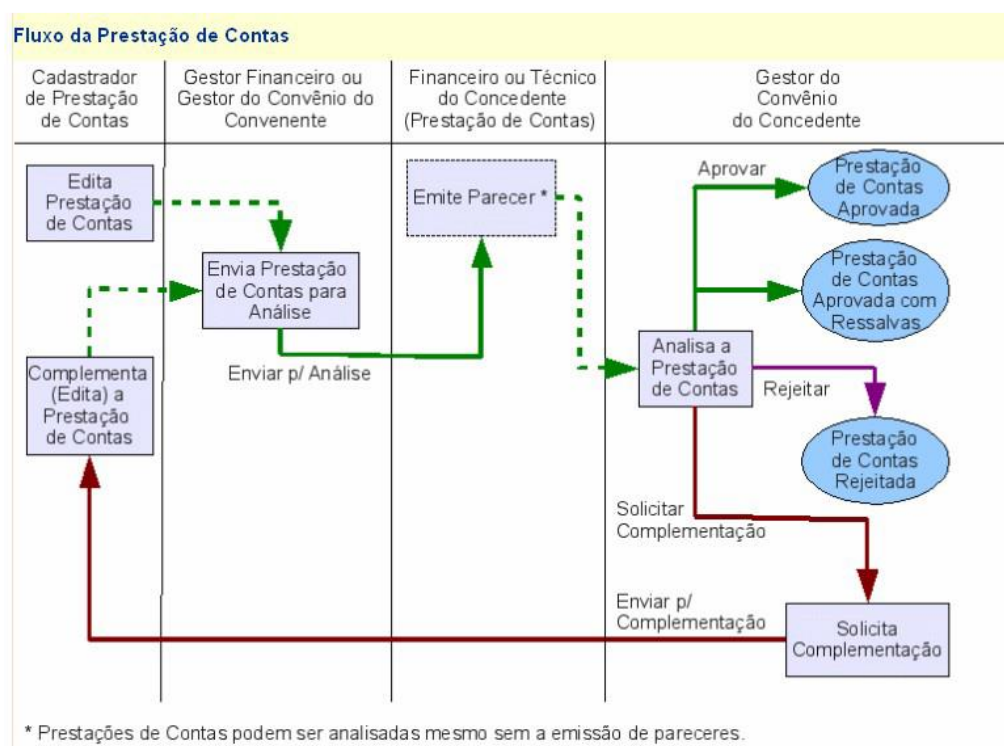 Fluxo da Prestação de Contas
Cadastrador
de Prestação
de Contas
Gestor Financeiro ou
Gestor do Convênio do
Convenente
Financeiro ou Técnico
do Concedente
(Prestação de Contas)
Gestor do
Convênio
do Concedente
Edita
Prestação
de Contas
Envia Prestação
de Contas para
Análise
Enviar p/ Análise
Complementa
(Edita) a
Prestação
de Contas
Emite Parecer *
Aprovar
Prestação
de Contas
Aprovada
Prestação
de Contas
Aprovada com
Ressalvas
Analisa a
Prestação
de Contas
Rejeitar
Prestação
de Contas
Rejeitada
Solicitar
Complementação
Enviar p/
Complementação
Solicita
Complementação
* Prestações de Contas podem ser analisadas mesmo sem a emissão de pareceres.